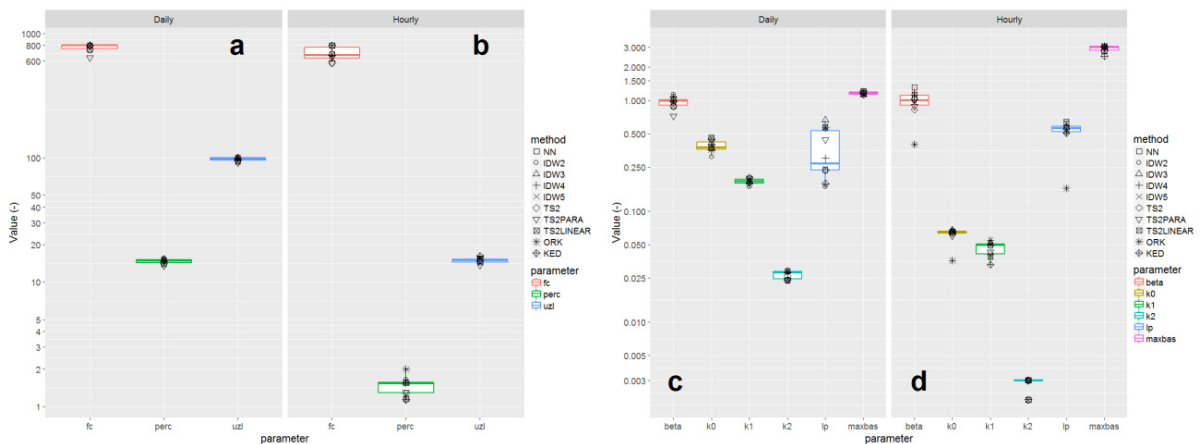 Daily
Hourly
a
b
1000
800
600
100
50
40
30
20
10
5
4
3
2
1
Value (-)
fc
perc
uzl
fc
perc
uzl
parameter
method
NN
IDW2
IDW3
IDW4
IDW5
TS2
TS2PARA
TS2LINEAR
ORK
KED
parameter
fc
perc
uzl
Daily
Hourly
3.000
2.000
1.500
1.000
0.500
0.250
0.100
0.050
0.025
0.010
0.005
0.003
Value (-)
c
d
beta
k0
k1
k2
lp
maxbas
beta
k0
k1
k2
lp
maxbas
parameter
method
NN
IDW2
IDW3
IDW4
IDW5
TS2
TS2PARA
TS2LINEAR
ORK
KED
parameter
beta
k0
k1
k2
lp
maxbas